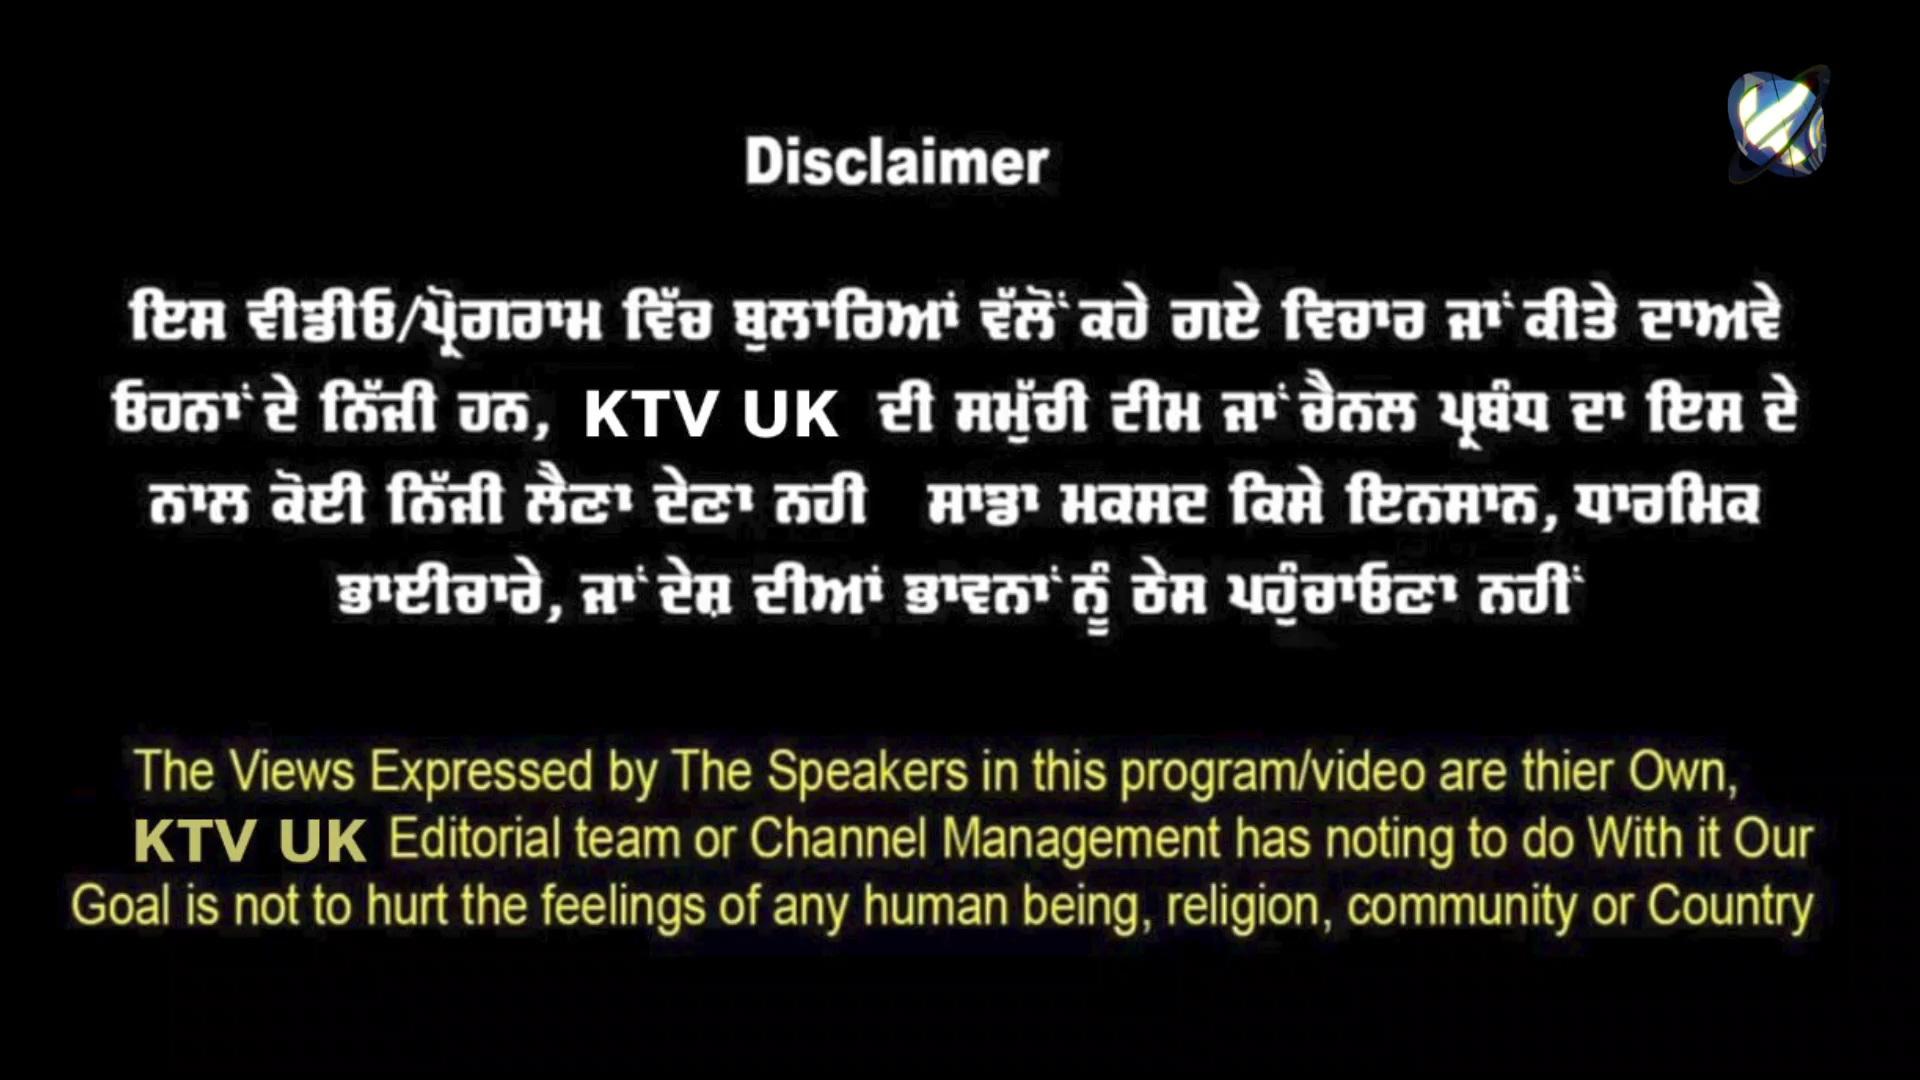 Disclaimer
ਇਸ ਵੀਡੀਓ/ਪ੍ਰੋਗਰਾਮ ਵਿੱਚ ਬੁਲਾਰਿਆਂ ਵੱਲੋਂ ਕਹੇ ਗਏ ਵਿਚਾਰ ਜਾਂ ਕੀਤੇ ਦਾਅਵੇ
ਓਹਨਾਂ ਦੇ ਨਿੱਜੀ ਹਨ, KTV UK ਦੀ ਸਮੁੱਚੀ ਟੀਮ ਜਾਂ ਚੈਨਲ ਪ੍ਰਬੰਧ ਦਾ ਇਸ ਦੇ
ਨਾਲ ਕੋਈ ਨਿੱਜੀ ਲੈਣਾ ਦੇਣਾ ਨਹੀ ਸਾਡਾ ਮਕਸਦ ਕਿਸੇ ਇਨਸਾਨ, ਧਾਰਮਿਕ
ਭਾਈਚਾਰੇ, ਜਾਂ ਦੇਸ਼ ਦੀਆਂ ਭਾਵਨਾਂ ਨੂੰ ਠੇਸ ਪਹੁੰਚਾਓਣਾ ਨਹੀਂ
The Views Expressed by The Speakers in this program/video are thier Own,
KTV UK Editorial team or Channel Management has noting to do With it Our
Goal is not to hurt the feelings of any human being, religion, community or Country